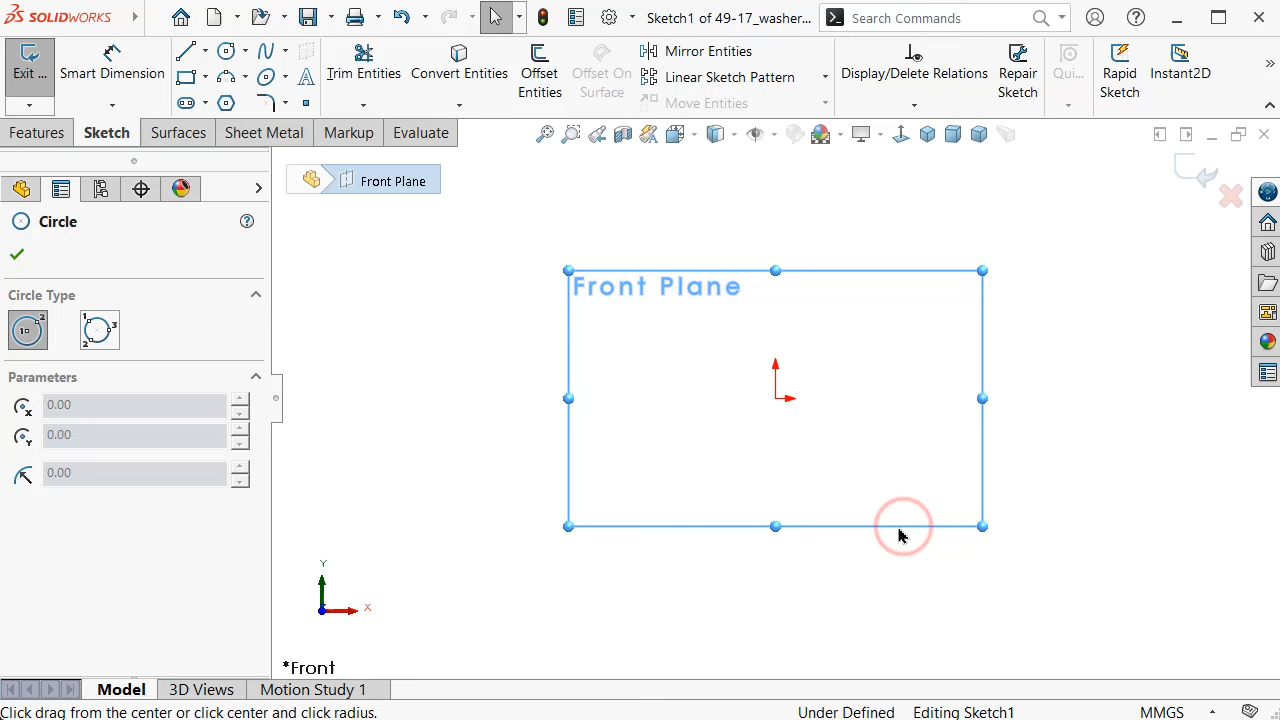 SOLIDWORKS
Sketch1 of 49-17_washer...
Search Commands
Exit ...
Smart Dimension
Trim Entities
Convert Entities
Offset Entities
Offset On Surface
Mirror Entities
Linear Sketch Pattern
Move Entities
Display/Delete Relations
Repair Sketch
Qui...
Rapid Sketch
Instant2D
Features
Sketch
Surfaces
Sheet Metal
Markup
Evaluate
Front Plane
Circle
Circle Type
Parameters
0.00
0.00
0.00
Front Plane
Y
X
*Front
Model
3D Views
Motion Study 1
Click drag from the center or click center and click radius.
Under Defined
Editing Sketch1
MMGS